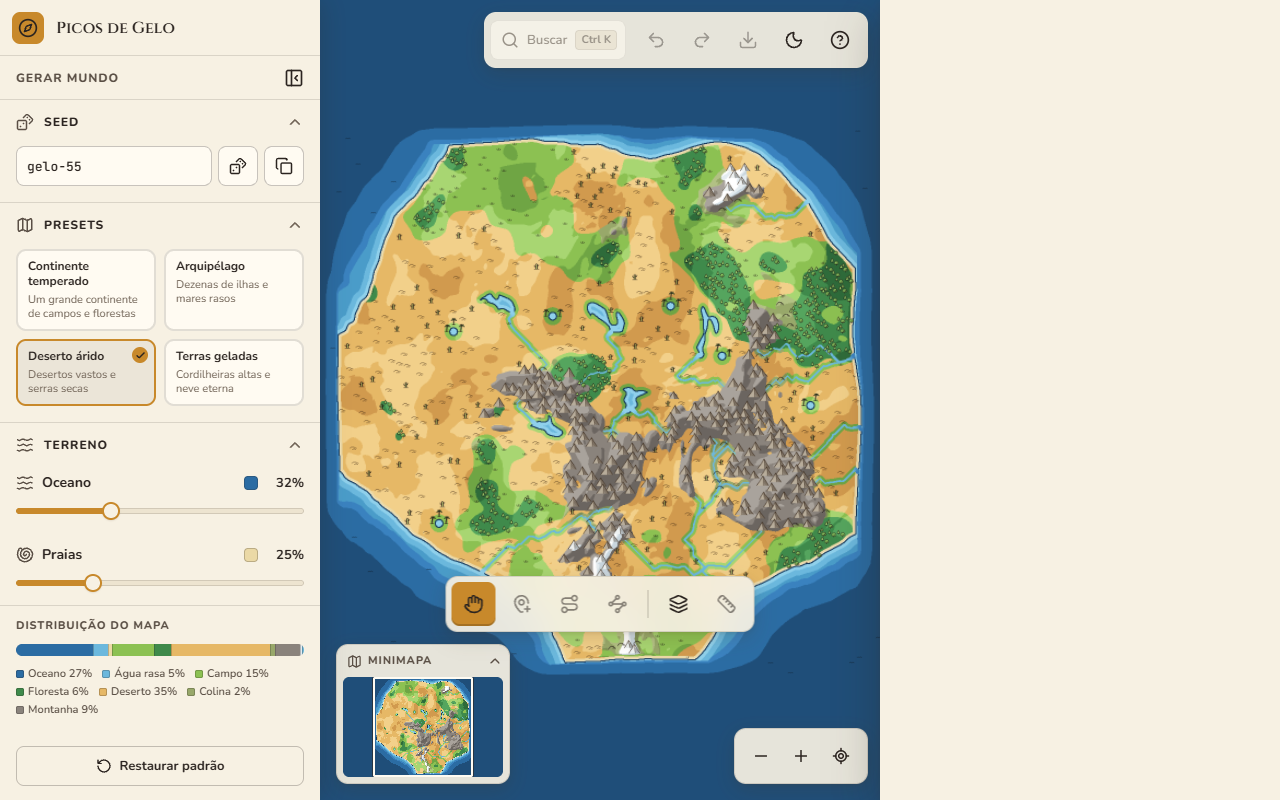 Picos de Gelo
GERAR MUNDO
SEED
gelo-55
PRESETS
Continente temperado
Um grande continente de campos e florestas
Arquipélago
Dezenas de ilhas e mares rasos
Deserto árido
Desertos vastos e serras secas
Terras geladas
Cordilheiras altas e neve eterna
TERRENO
Oceano 32%
Praias 25%
DISTRIBUIÇÃO DO MAPA
Oceano 27% Água rasa 5% Campo 15%
Floresta 6% Deserto 35% Colina 2%
Montanha 9%
Restaurar padrão
Buscar Ctrl K
MINIMAPA